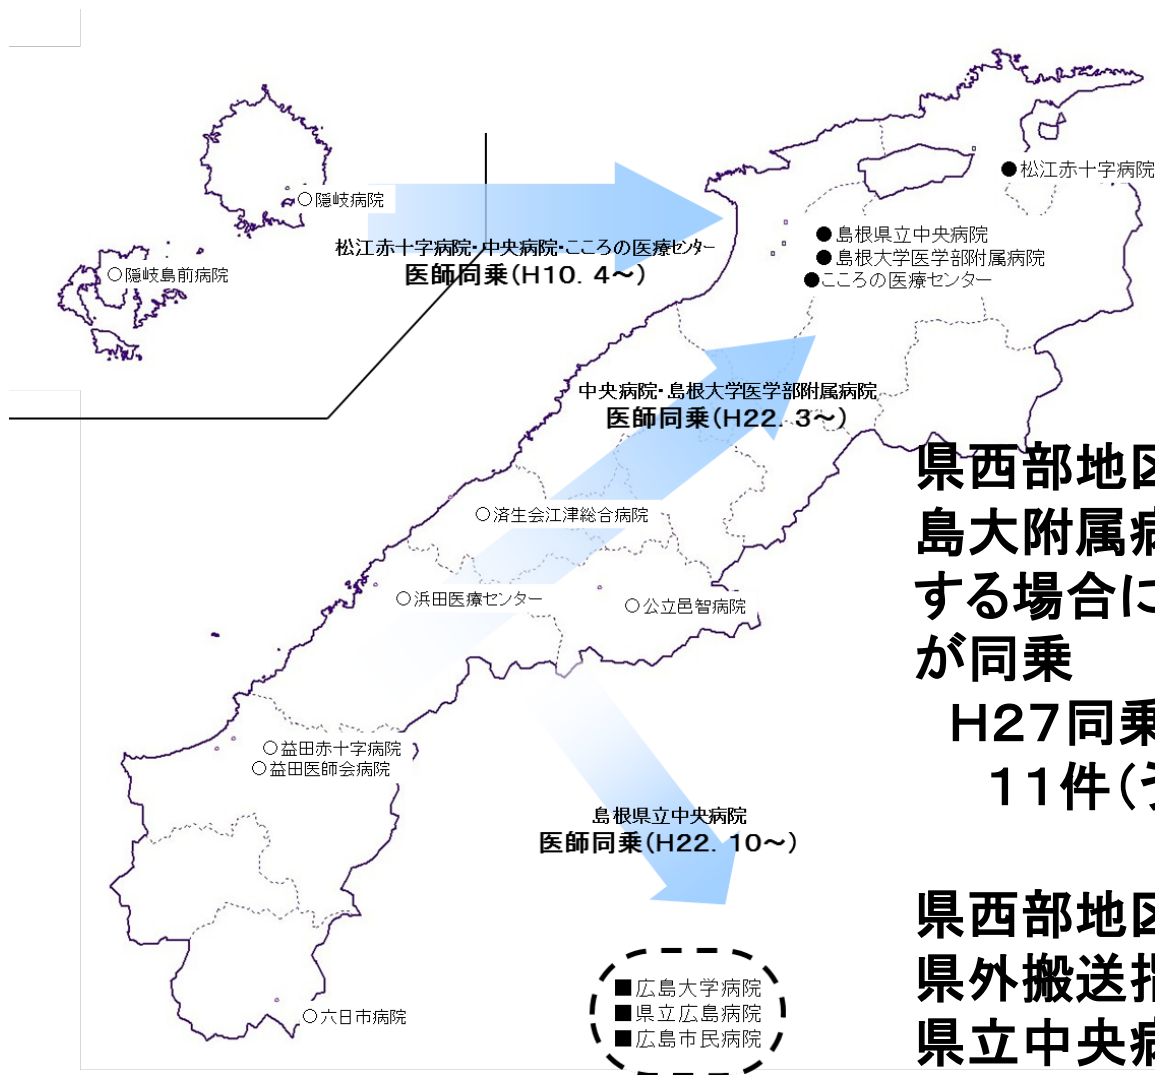 ○隠岐病院
○隠岐島前病院
松江赤十字病院・中央病院・こころの医療センター
医師同乗(H10. 4～)
●松江赤十字病院
●島根県立中央病院
●島根大学医学部附属病院
●こころの医療センター
中央病院・島根大学医学部附属病院
医師同乗(H22. 3～)
○済生会江津総合病院
○浜田医療センター
○公立邑智病院
○益田赤十字病院
○益田医師会病院
島根県立中央病院
医師同乗(H22. 10～)
○六日市病院
■広島大学病院
■県立広島病院
■広島市民病院
県西部地区
島大附属病
する場合に
が同乗
H27同乗
11件(う
県西部地区
県外搬送指
県立中央病